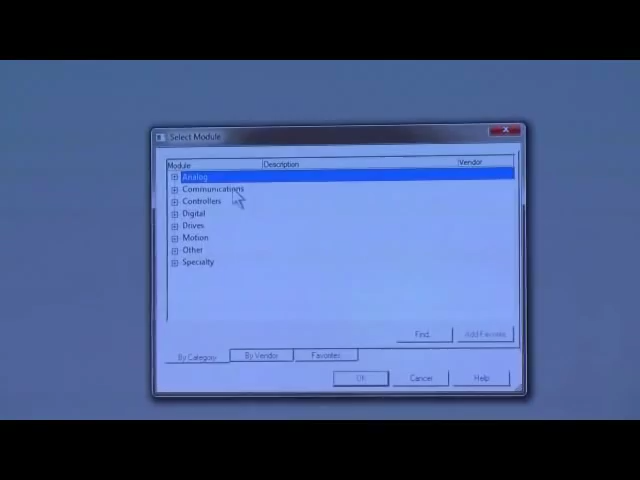 Select Module
Module Description Vendor
Analog
Communications
Controllers
Digital
Drives
Motion
Other
Specialty
Find... Add Favorite
By Category By Vendor Favorites
OK Cancel Help